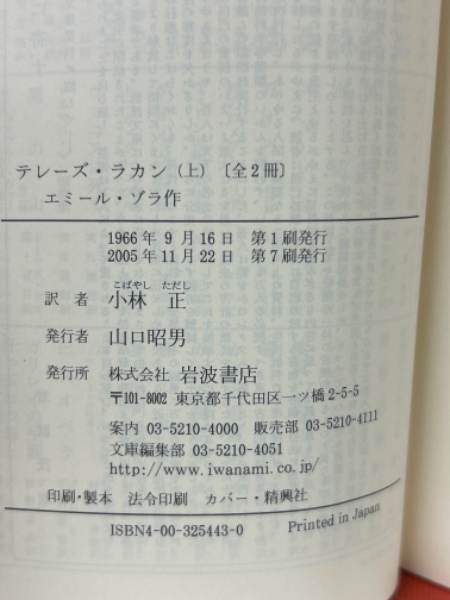 テレーズ・ラカン（上）〔全２冊〕
エミール・ゾラ作
1966年9月16日 第1刷発行
2005年11月22日 第7刷発行
こばやし ただし
訳者 小林 正
発行者 山口昭男
発行所 株式会社 岩波書店
〒101-8002 東京都千代田区一ツ橋2-5-5
案内 03-5210-4000 販売部 03-5210-4111
文庫編集部 03-5210-4051
http://www.iwanami.co.jp/
印刷・製本 法令印刷 カバー・精興社
ISBN4-00-325443-0 Printed in Japan